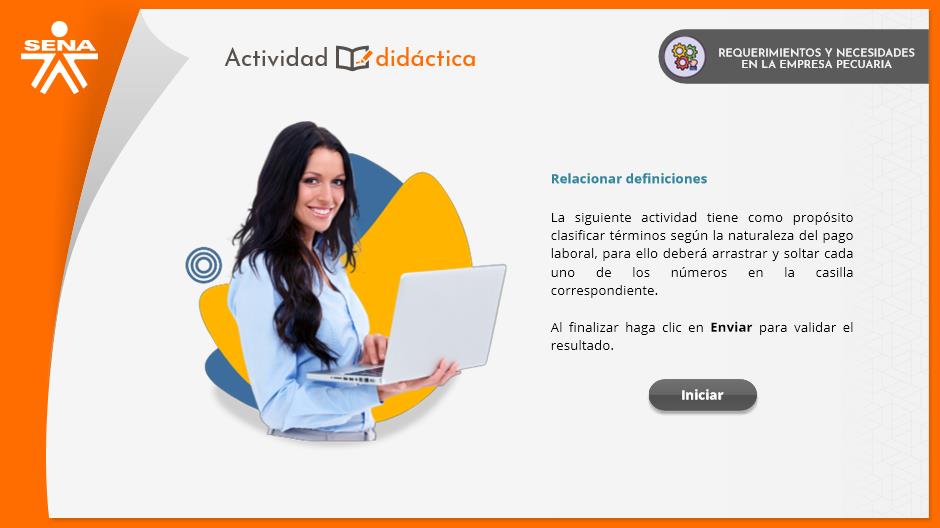 SENA
Actividad didáctica
REQUERIMIENTOS Y NECESIDADES
EN LA EMPRESA PECUARIA
Relacionar definiciones
La siguiente actividad tiene como propósito
clasificar términos según la naturaleza del pago
laboral, para ello deberá arrastrar y soltar cada
uno de los números en la casilla
correspondiente.
Al finalizar haga clic en Enviar para validar el
resultado.
Iniciar